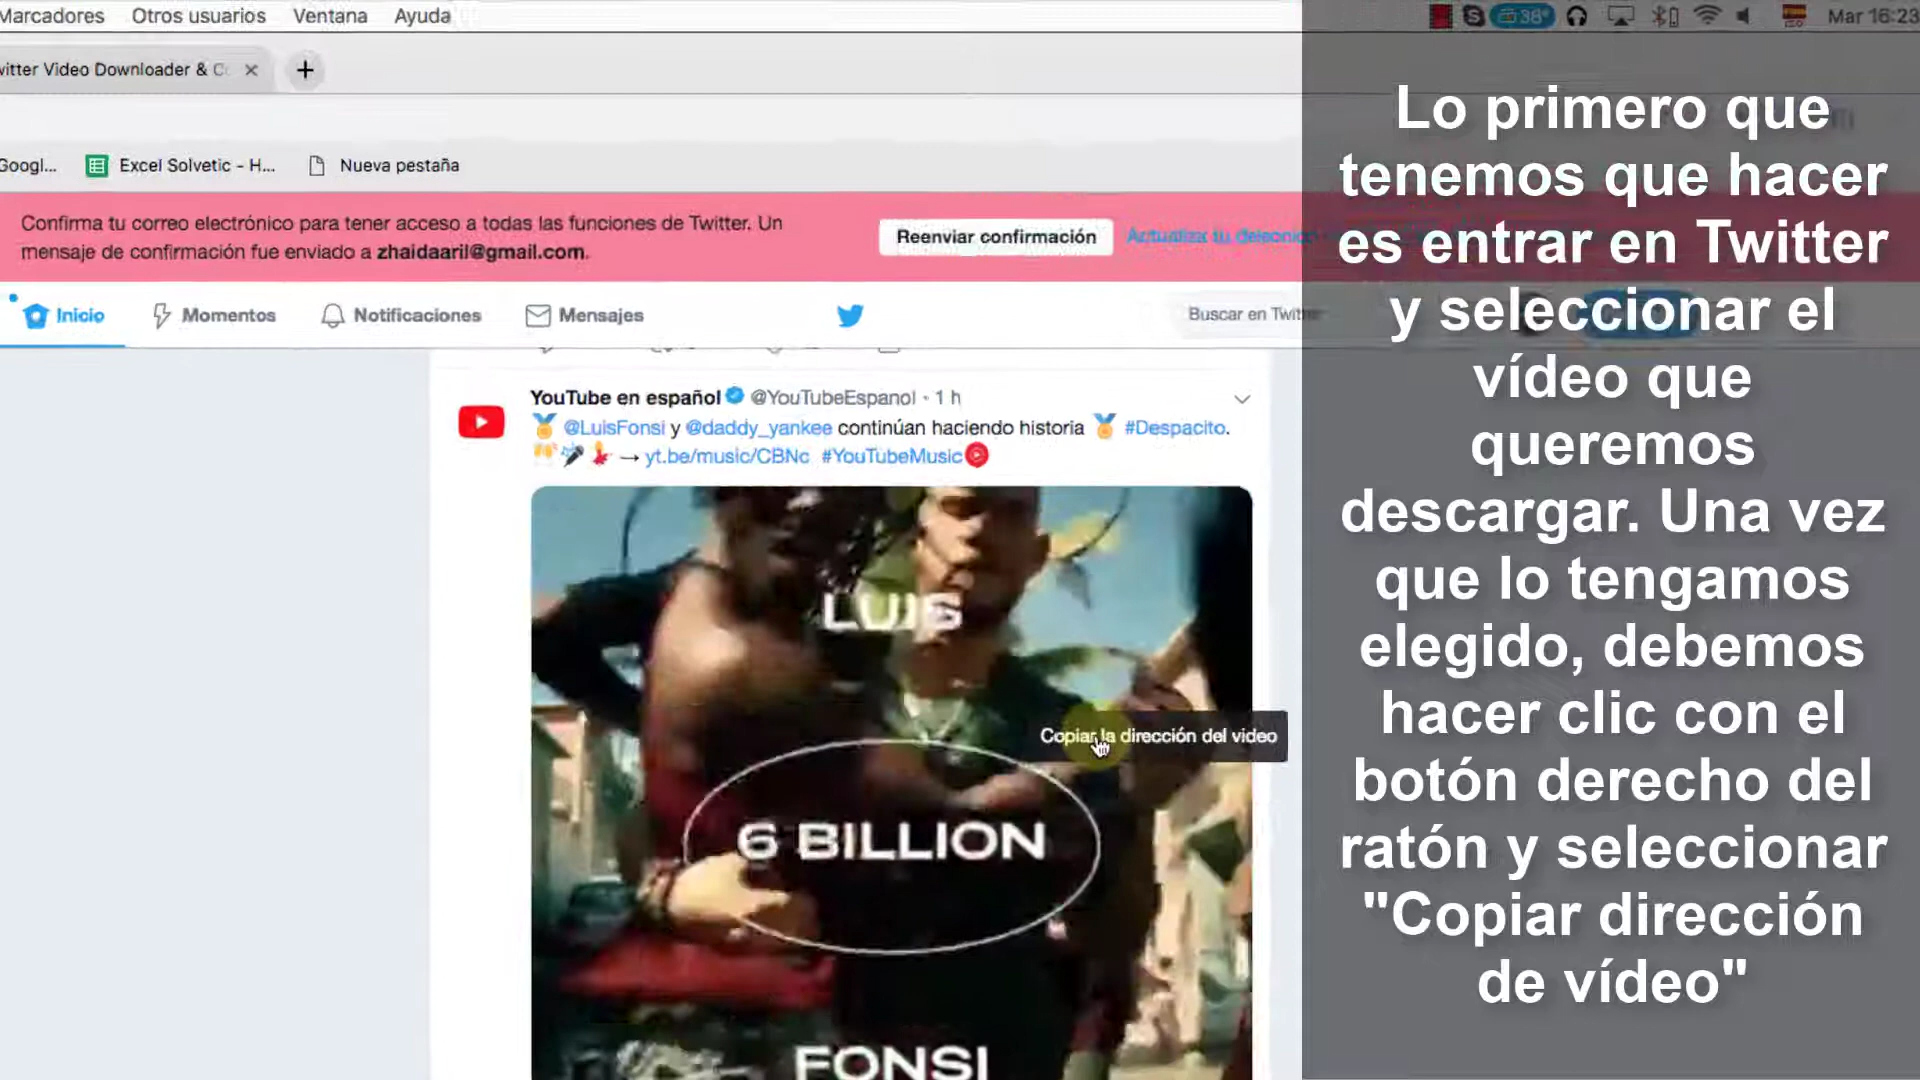 Marcadores Otros usuarios Ventana Ayuda
38° Mar 16:23
witter Video Downloader & C
Googl... Excel Solvetic - H... Nueva pestaña
Confirma tu correo electrónico para tener acceso a todas las funciones de Twitter. Un
mensaje de confirmación fue enviado a zhaidaaril@gmail.com.
Reenviar confirmación
Actualiza tu
Inicio Momentos Notificaciones Mensajes
Buscar en Twitter
YouTube en español @YouTubeEspanol · 1 h
@LuisFonsi y @daddy_yankee continúan haciendo historia #Despacito.
→ yt.be/music/CBNc #YouTubeMusic
LUIS
Copiar la dirección del video
6 BILLION
FONSI
Lo primero que
tenemos que hacer
es entrar en Twitter
y seleccionar el
vídeo que
queremos
descargar. Una vez
que lo tengamos
elegido, debemos
hacer clic con el
botón derecho del
ratón y seleccionar
"Copiar dirección
de vídeo"